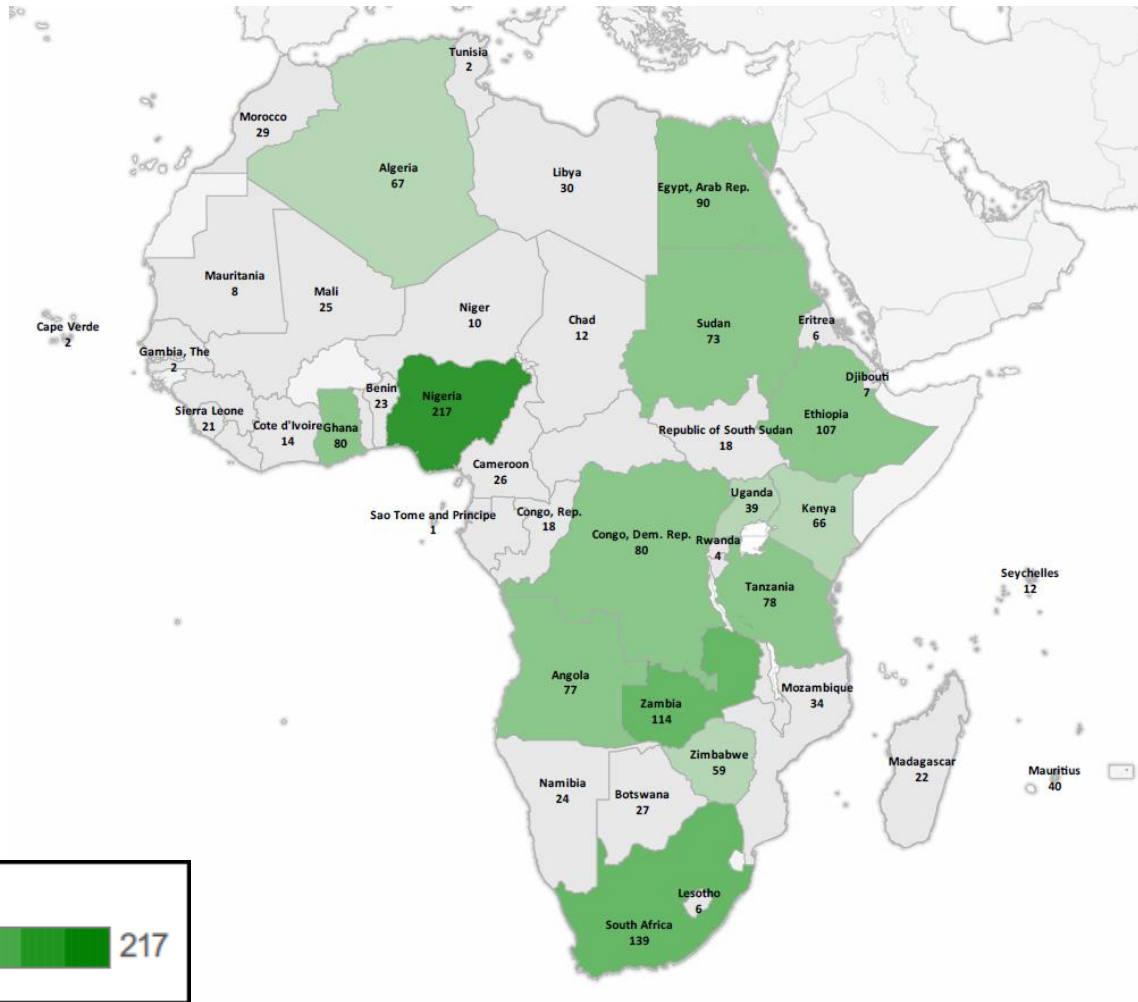 Tunisia
2
Morocco
29
Algeria
67
Libya
30
Egypt, Arab Rep.
90
Mauritania
8
Mali
25
Niger
10
Chad
12
Sudan
73
Eritrea
6
Cape Verde
2
Gambia, The
2
Djibouti
7
Benin
23
Nigeria
217
Sierra Leone
21
Cote d'Ivoire
14
Ghana
80
Ethiopia
107
Republic of South Sudan
18
Cameroon
26
Uganda
39
Kenya
66
Sao Tome and Principe
1
Congo, Rep.
18
Congo, Dem. Rep.
80
Rwanda
4
Tanzania
78
Seychelles
12
Angola
77
Zambia
114
Mozambique
34
Zimbabwe
59
Madagascar
22
Mauritius
40
Namibia
24
Botswana
27
Lesotho
6
South Africa
139
217